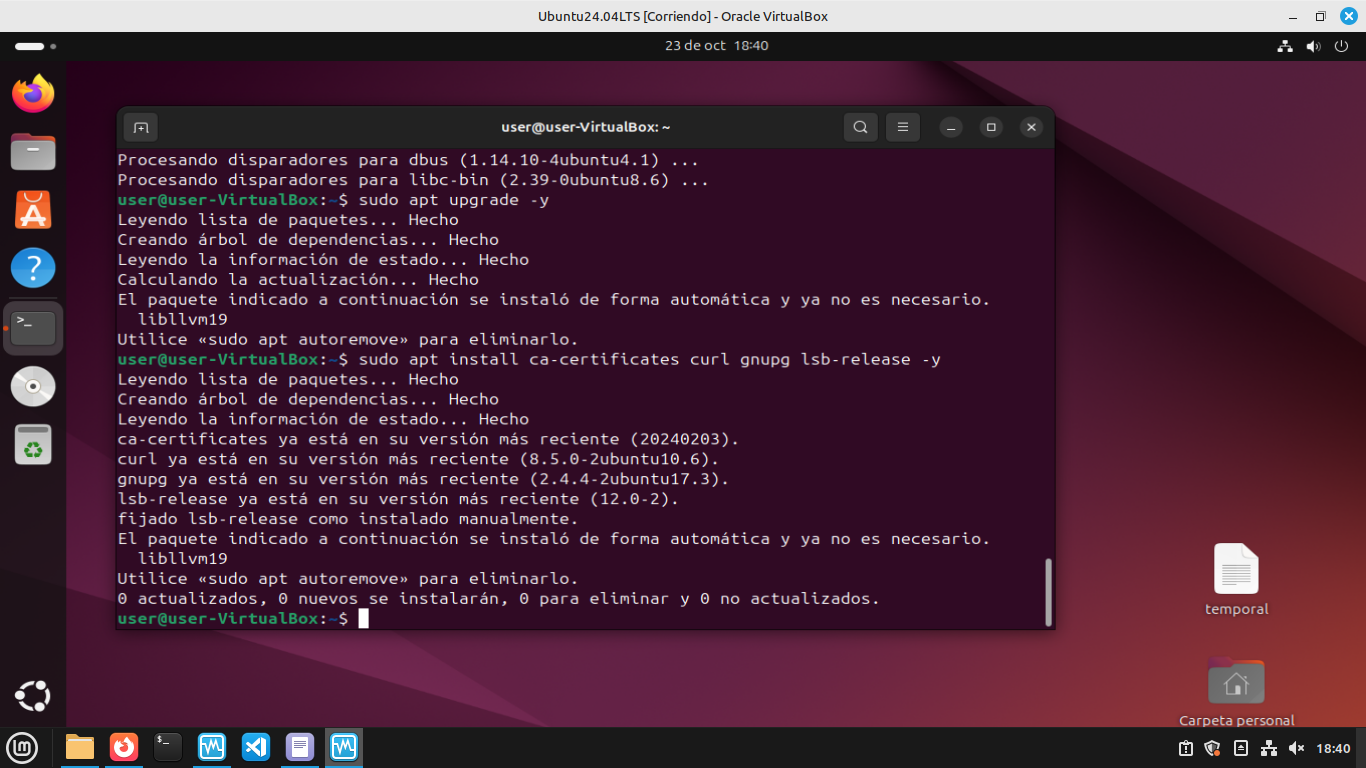 Ubuntu24.04LTS [Corriendo] - Oracle VirtualBox
23 de oct 18:40
user@user-VirtualBox: ~
Procesando disparadores para dbus (1.14.10-4ubuntu4.1) ...
Procesando disparadores para libc-bin (2.39-0ubuntu8.6) ...
user@user-VirtualBox:~$ sudo apt upgrade -y
Leyendo lista de paquetes... Hecho
Creando árbol de dependencias... Hecho
Leyendo la información de estado... Hecho
Calculando la actualización... Hecho
El paquete indicado a continuación se instaló de forma automática y ya no es necesario.
  libllvm19
Utilice «sudo apt autoremove» para eliminarlo.
user@user-VirtualBox:~$ sudo apt install ca-certificates curl gnupg lsb-release -y
Leyendo lista de paquetes... Hecho
Creando árbol de dependencias... Hecho
Leyendo la información de estado... Hecho
ca-certificates ya está en su versión más reciente (20240203).
curl ya está en su versión más reciente (8.5.0-2ubuntu10.6).
gnupg ya está en su versión más reciente (2.4.4-2ubuntu17.3).
lsb-release ya está en su versión más reciente (12.0-2).
fijado lsb-release como instalado manualmente.
El paquete indicado a continuación se instaló de forma automática y ya no es necesario.
  libllvm19
Utilice «sudo apt autoremove» para eliminarlo.
0 actualizados, 0 nuevos se instalarán, 0 para eliminar y 0 no actualizados.
user@user-VirtualBox:~$
temporal
Carpeta personal
18:40